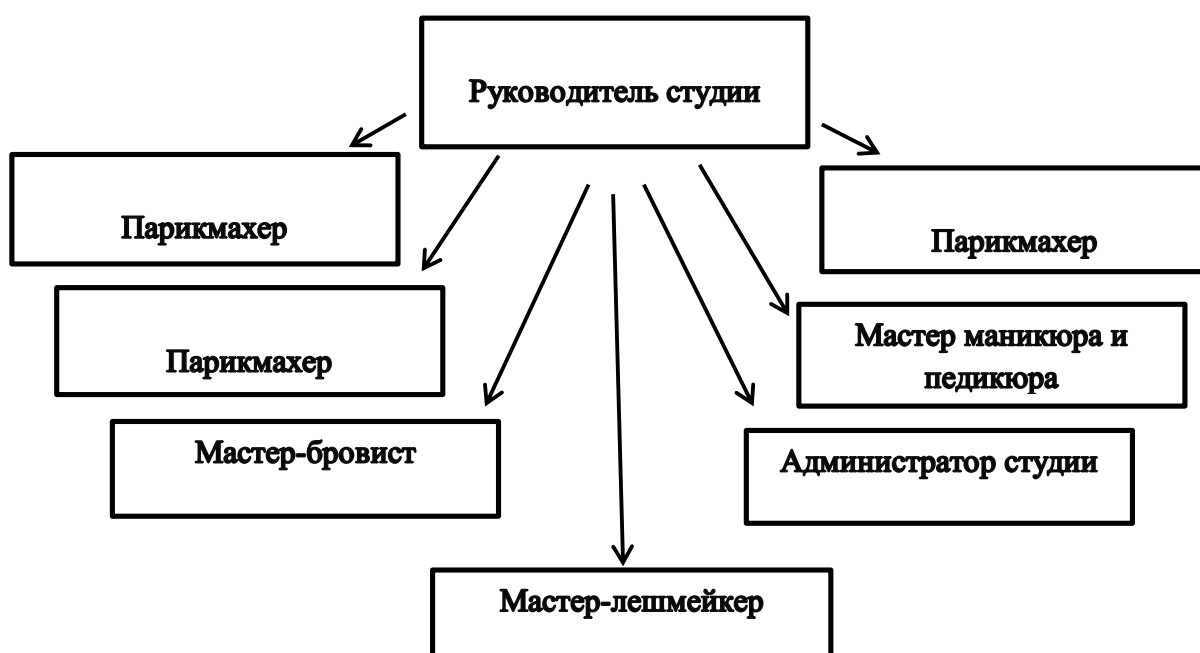 Руководитель студии
Парикмахер
Парикмахер
Парикмахер
Мастер маникюра и
педикюра
Мастер-бровист
Администратор студии
Мастер-лешмейкер